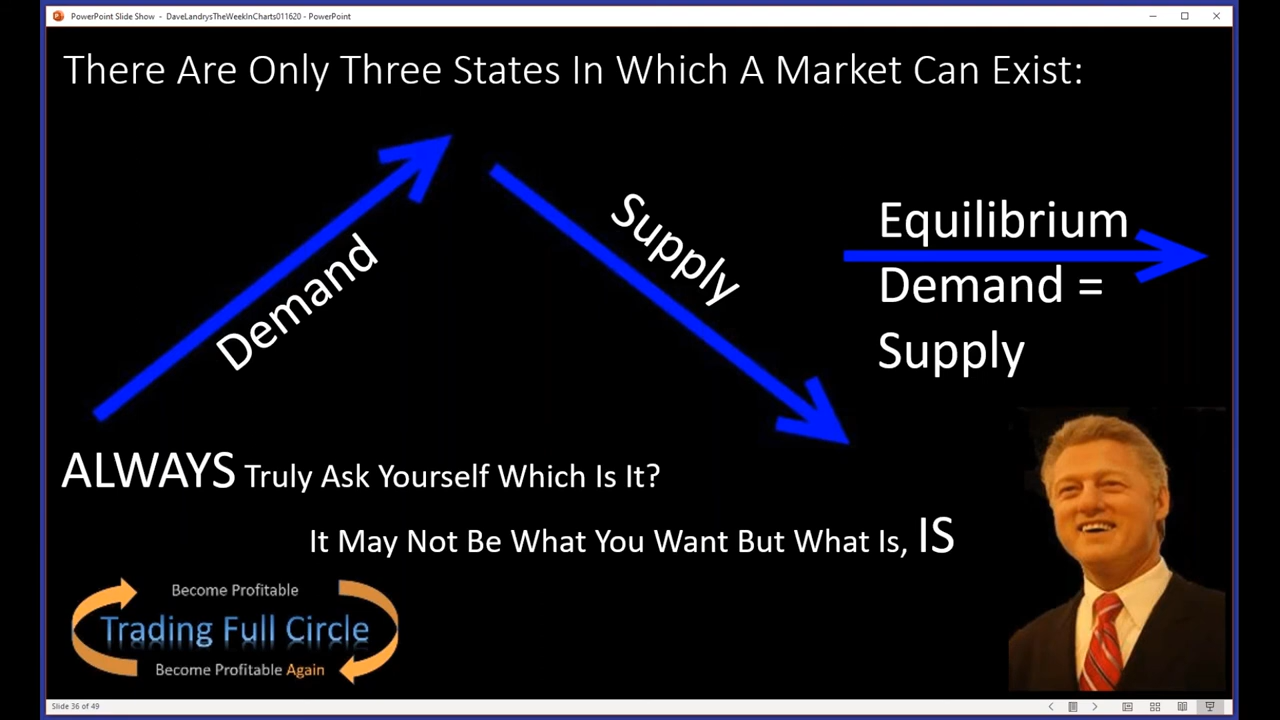 PowerPoint Slide Show - DaveLandrysTheWeekInCharts011620 - PowerPoint
There Are Only Three States In Which A Market Can Exist:
Demand
Supply
Equilibrium
Demand =
Supply
ALWAYS Truly Ask Yourself Which Is It?
It May Not Be What You Want But What Is, IS
Become Profitable
Trading Full Circle
Become Profitable Again
Slide 36 of 49